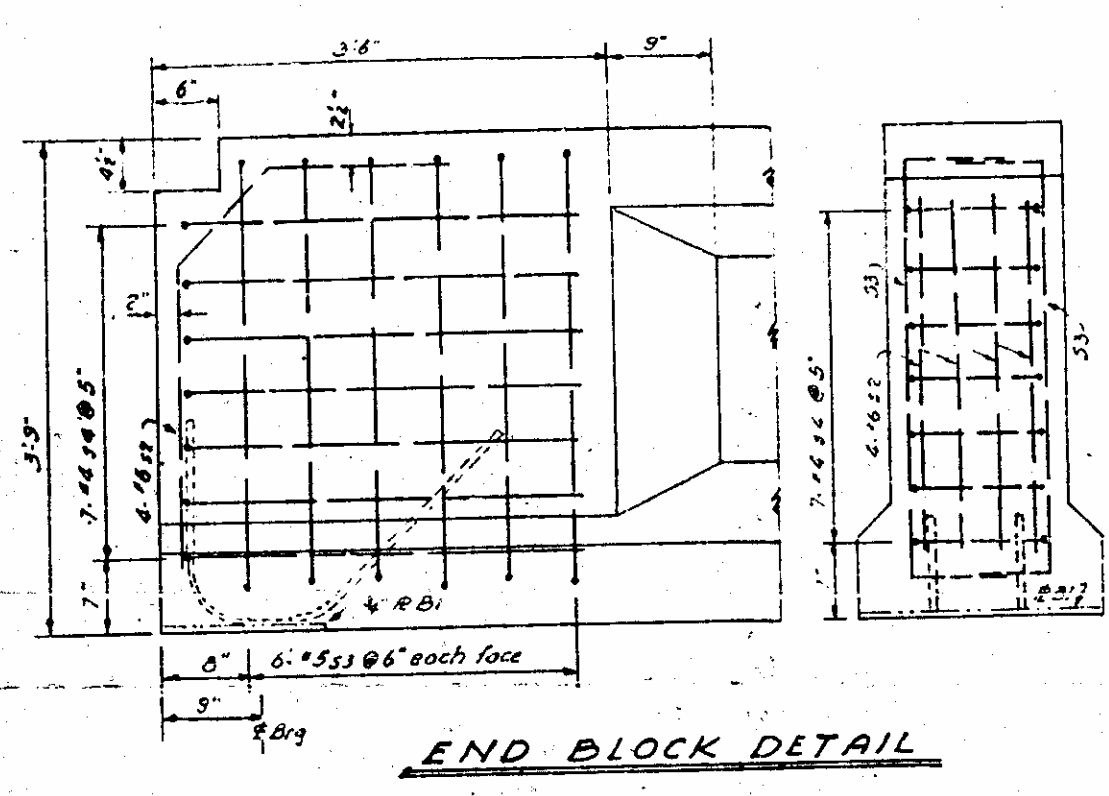 3'-6"
9"
6"
2½"
4½"
2"
3'-9"
7-#4 s4 @ 5"
4-#6 s2
7"
¼" R B1
8"
6-#5 s3 @ 6" each face
9"
℄ Brg
s3
4-#6 s2
7-#4 s4 @ 5"
s3
END BLOCK DETAIL